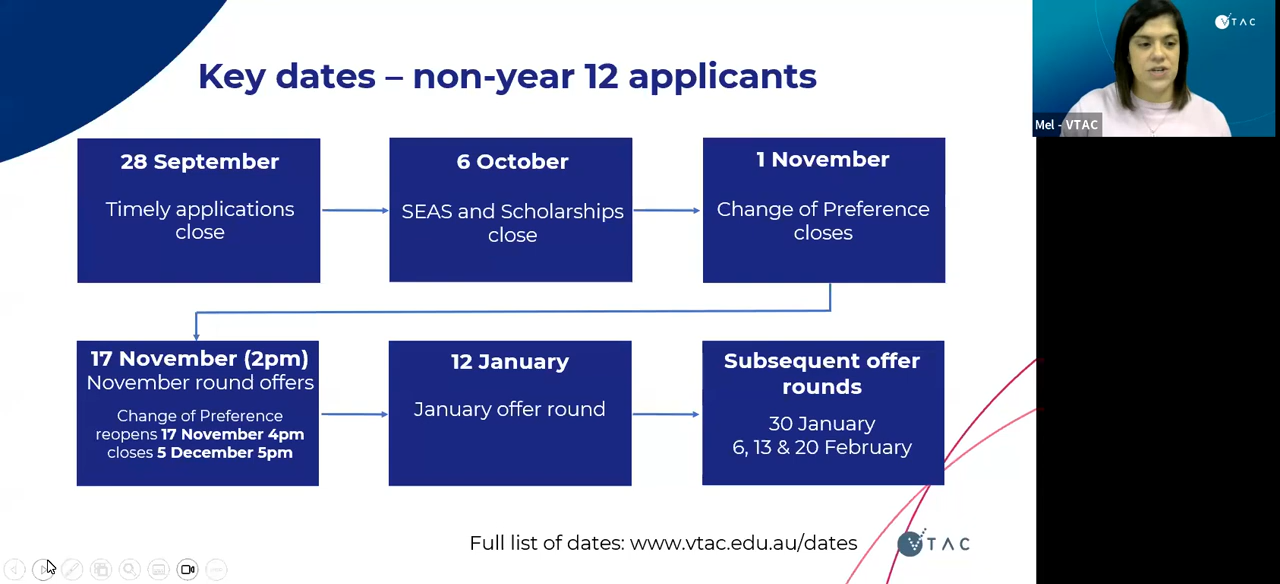 Key dates – non-year 12 applicants
28 September
Timely applications
close
6 October
SEAS and Scholarships
close
1 November
Change of Preference
closes
17 November (2pm)
November round offers
Change of Preference
reopens 17 November 4pm
closes 5 December 5pm
12 January
January offer round
Subsequent offer
rounds
30 January
6, 13 & 20 February
Full list of dates: www.vtac.edu.au/dates
VTAC
VTAC
Mel - VTAC